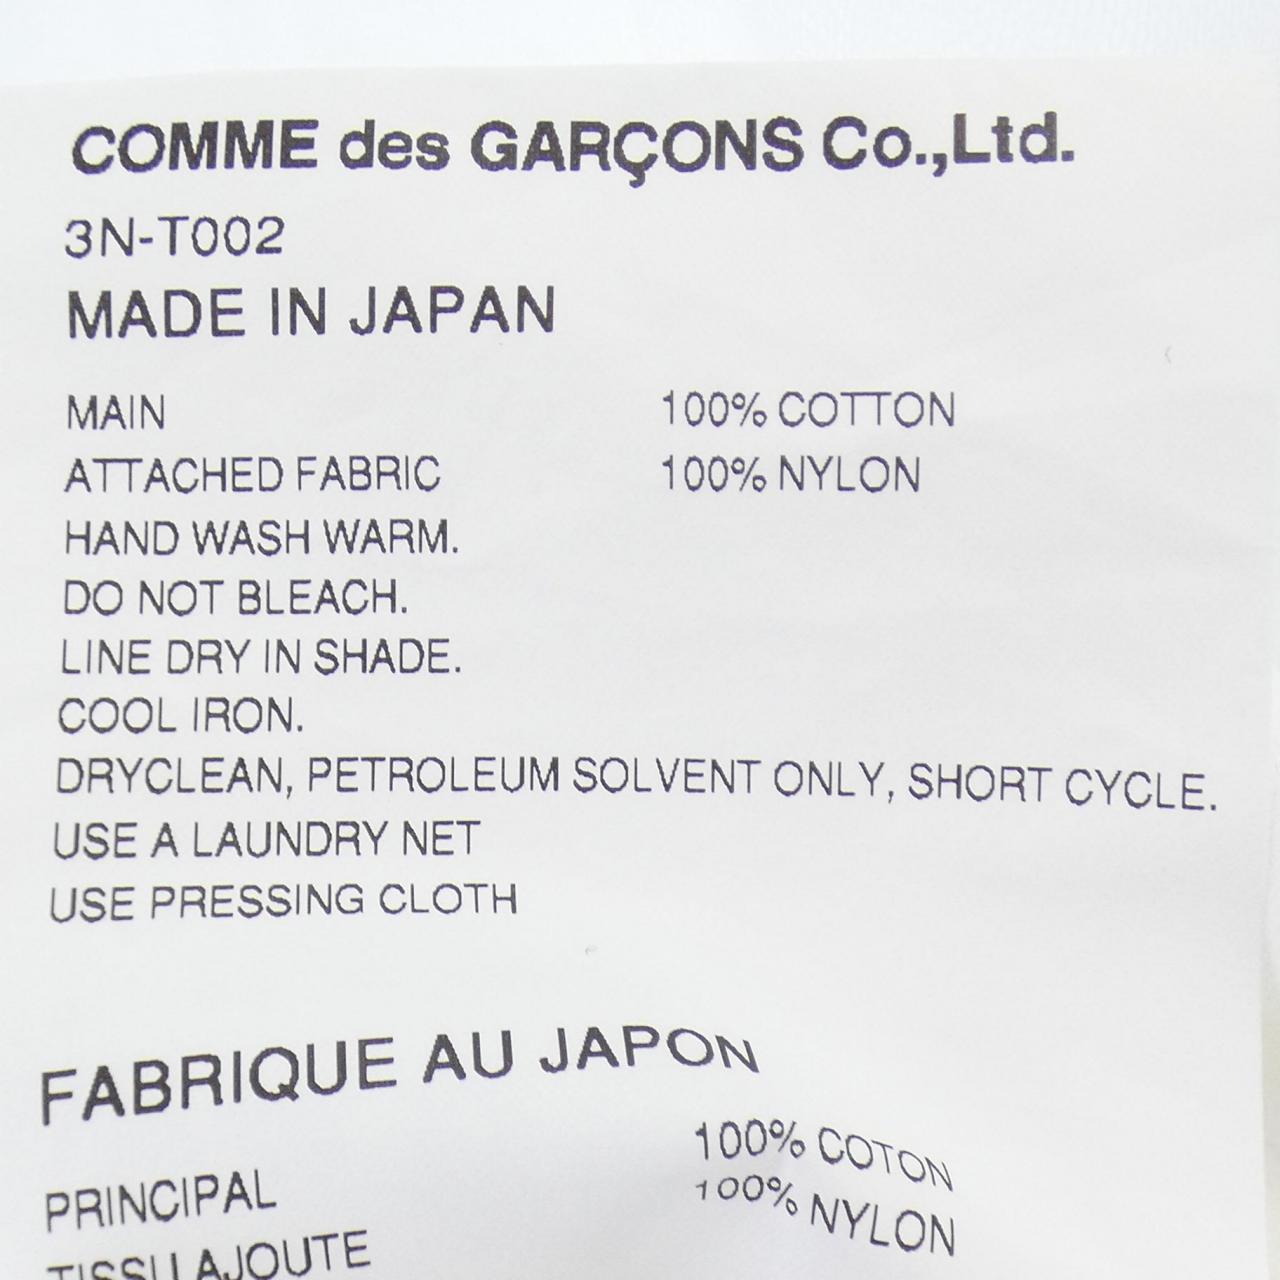 COMME des GARÇONS Co.,Ltd.
3N-T002
MADE IN JAPAN
MAIN 100% COTTON
ATTACHED FABRIC 100% NYLON
HAND WASH WARM.
DO NOT BLEACH.
LINE DRY IN SHADE.
COOL IRON.
DRYCLEAN, PETROLEUM SOLVENT ONLY, SHORT CYCLE.
USE A LAUNDRY NET
USE PRESSING CLOTH
FABRIQUE AU JAPON
PRINCIPAL 100% COTON
TISSU AJOUTE 100% NYLON